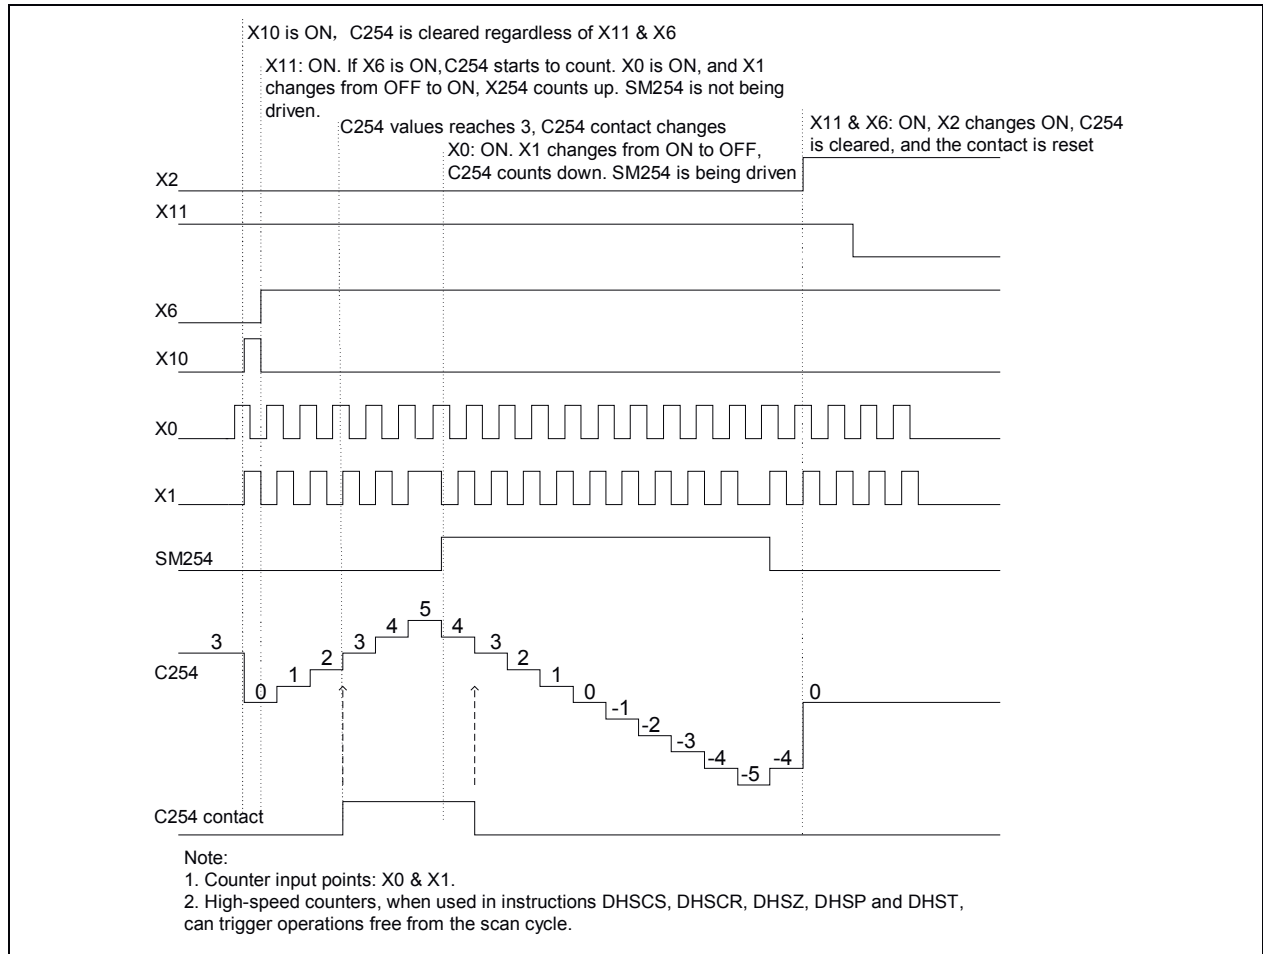 X10 is ON, C254 is cleared regardless of X11 & X6
X11: ON. If X6 is ON, C254 starts to count. X0 is ON, and X1
changes from OFF to ON, X254 counts up. SM254 is not being
driven.
C254 values reaches 3, C254 contact changes
X0: ON. X1 changes from ON to OFF,
C254 counts down. SM254 is being driven
X11 & X6: ON, X2 changes ON, C254
is cleared, and the contact is reset
X2
X11
X6
X10
X0
X1
SM254
C254
3
0
1
2
3
4
5
4
3
2
1
0
-1
-2
-3
-4
-5
-4
0
C254 contact
Note:
1. Counter input points: X0 & X1.
2. High-speed counters, when used in instructions DHSCS, DHSCR, DHSZ, DHSP and DHST,
can trigger operations free from the scan cycle.